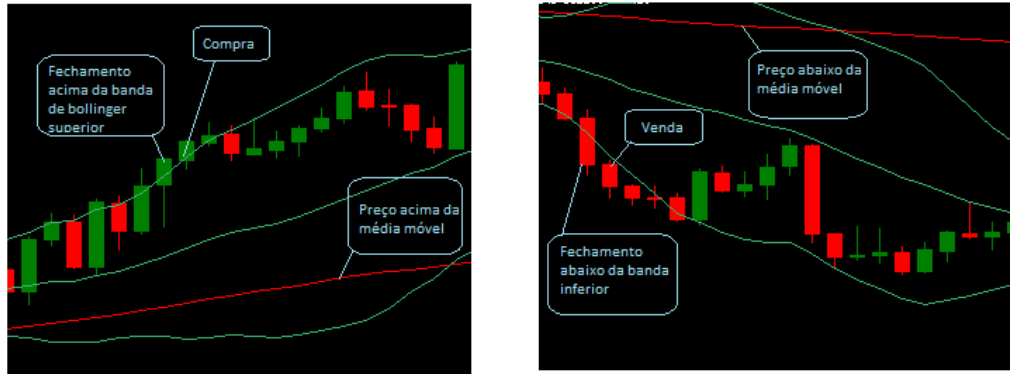 Compra
Fechamento
acima da banda
de bollinger
superior
Preço acima da
média móvel
Preço abaixo da
média móvel
Venda
Fechamento
abaixo da banda
inferior